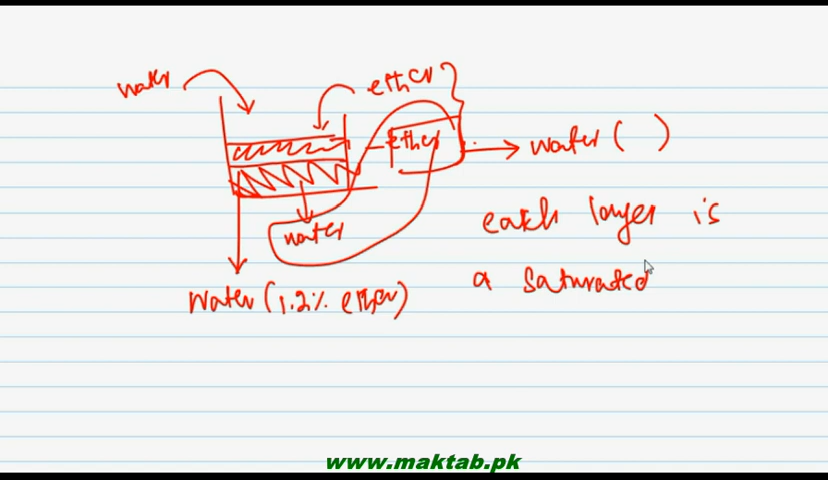 water
ether
ether
water ( )
each layer is
water
a saturated
water (1.2% ether)
www.maktab.pk